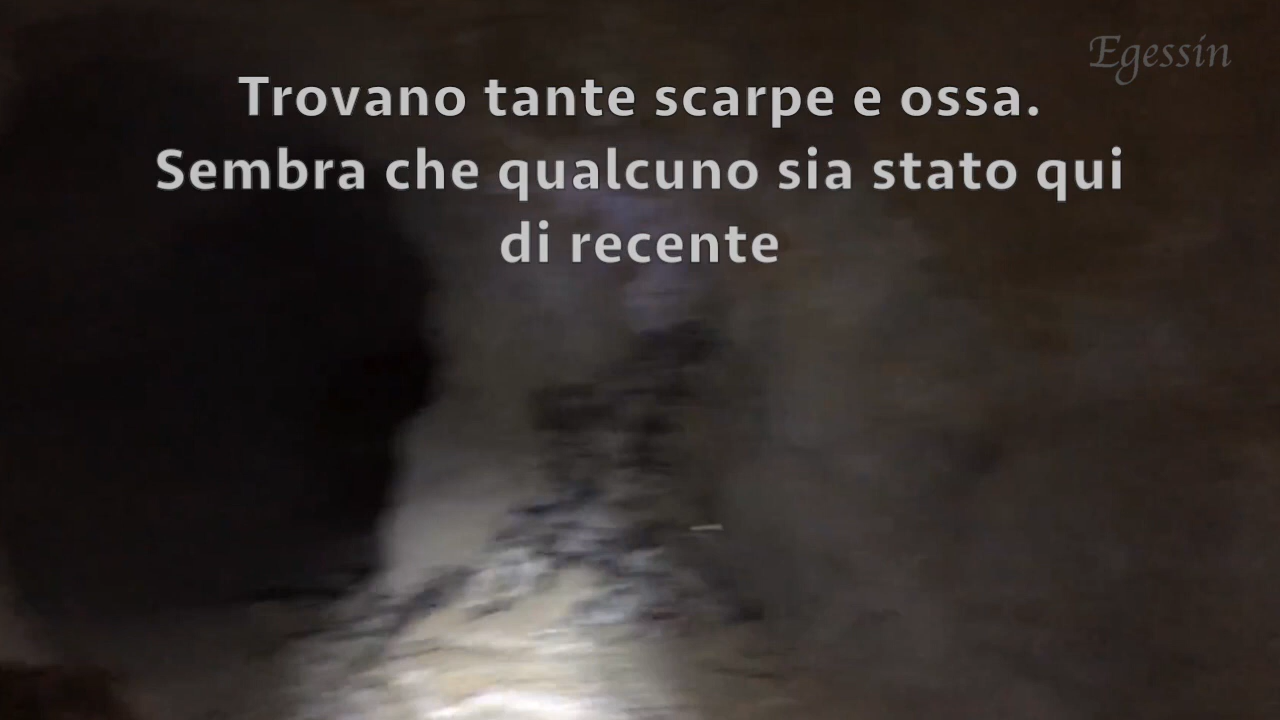 Egessin
Trovano tante scarpe e ossa.
Sembra che qualcuno sia stato qui
di recente